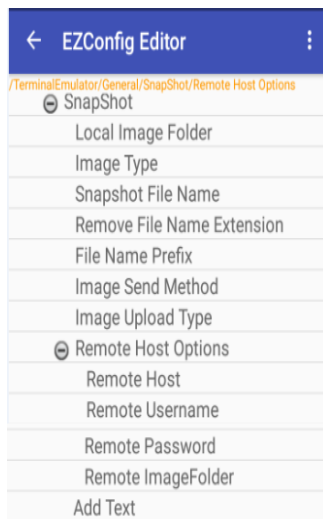 EZConfig Editor
/TerminalEmulator/General/SnapShot/Remote Host Options
SnapShot
Local Image Folder
Image Type
Snapshot File Name
Remove File Name Extension
File Name Prefix
Image Send Method
Image Upload Type
Remote Host Options
Remote Host
Remote Username
Remote Password
Remote ImageFolder
Add Text